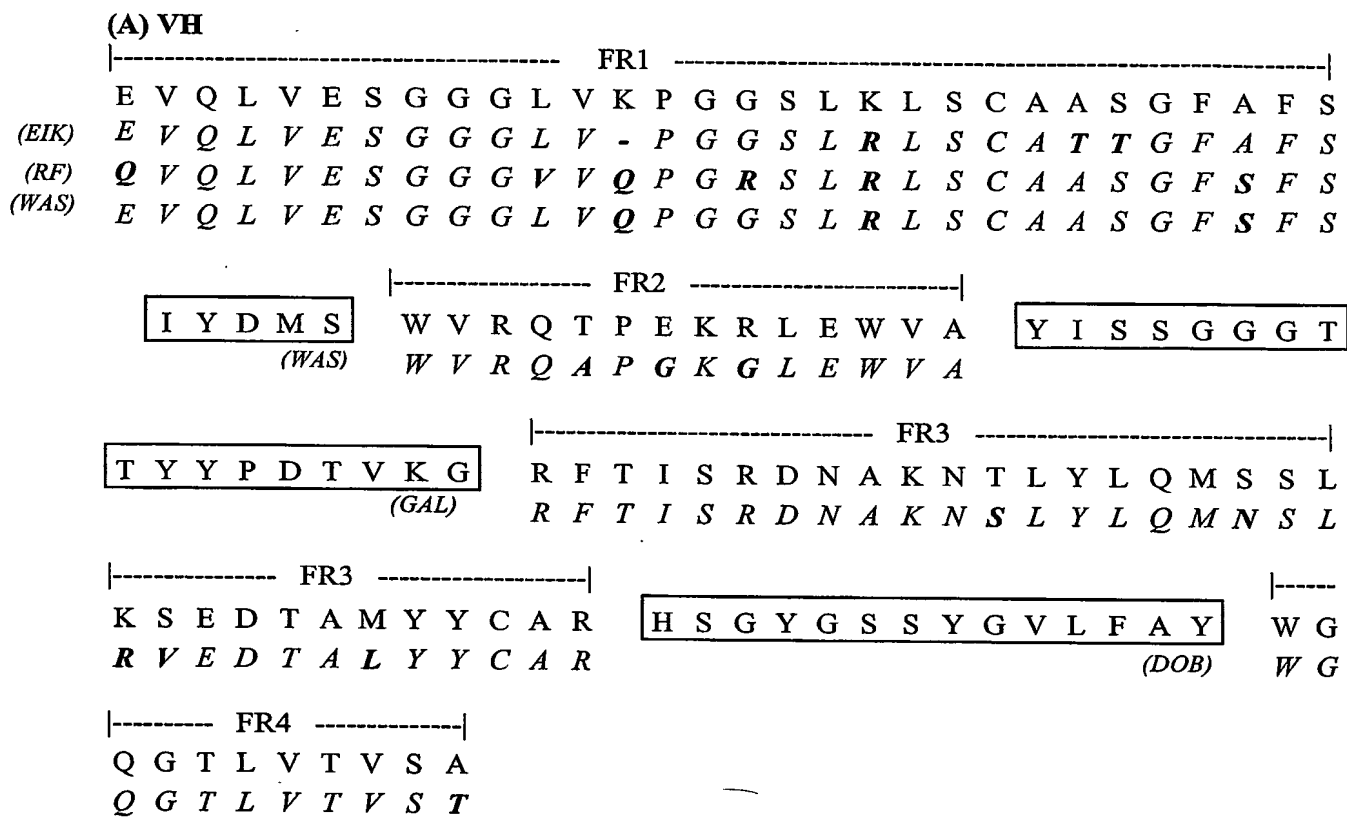 (A) VH
|------------------------------ FR1 ------------------------------------------|
E V Q L V E S G G G L V K P G G S L K L S C A A S G F A F S
(EIK) E V Q L V E S G G G L V - P G G S L R L S C A T T G F A F S
(RF) Q V Q L V E S G G G V V Q P G R S L R L S C A A S G F S F S
(WAS) E V Q L V E S G G G L V Q P G G S L R L S C A A S G F S F S
|----------------- FR2 ----------------------|
I Y D M S W V R Q T P E K R L E W V A Y I S S G G G T
(WAS) W V R Q A P G K G L E W V A
|----------------------------- FR3 -----------------------------|
T Y Y P D T V K G R F T I S R D N A K N T L Y L Q M S S L
(GAL) R F T I S R D N A K N S L Y L Q M N S L
|-------------- FR3 ------------------| |------
K S E D T A M Y Y C A R H S G Y G S S Y G V L F A Y W G
R V E D T A L Y Y C A R (DOB) W G
|--------- FR4 -------------|
Q G T L V T V S A
Q G T L V T V S T